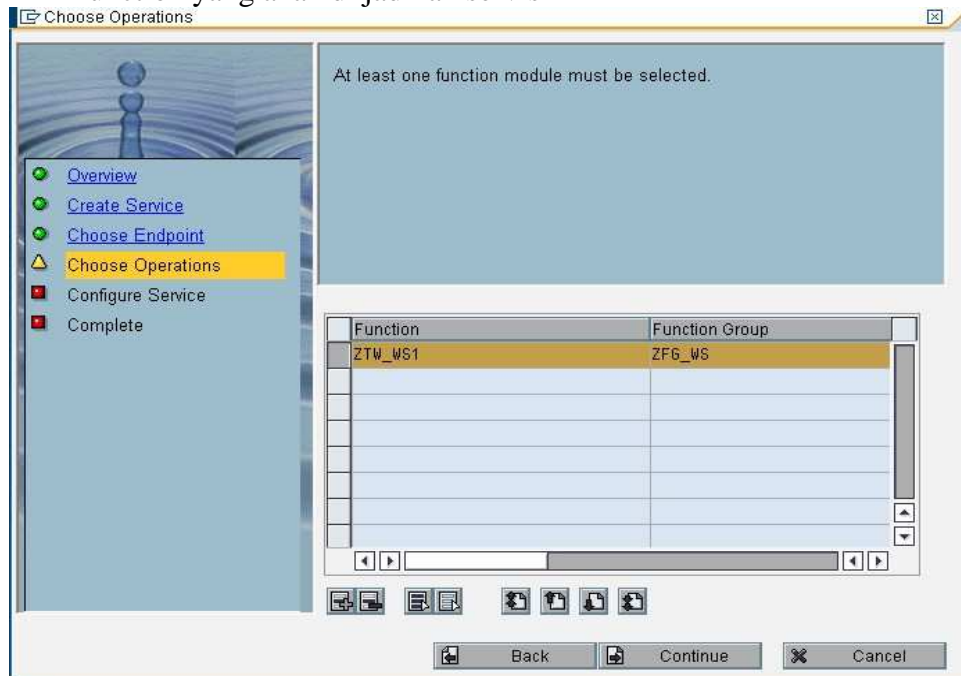 Choose Operations
At least one function module must be selected.
Overview
Create Service
Choose Endpoint
Choose Operations
Configure Service
Complete
Function Function Group
ZTW_WS1 ZFG_WS
Back Continue Cancel